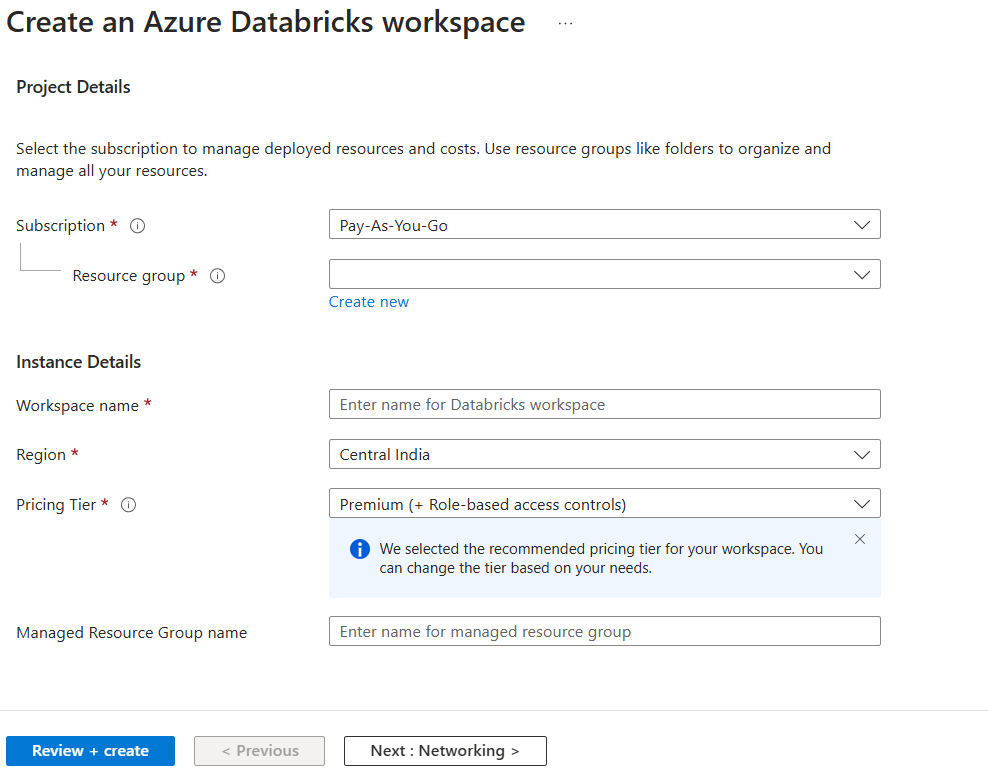 Create an Azure Databricks workspace ...
Project Details
Select the subscription to manage deployed resources and costs. Use resource groups like folders to organize and
manage all your resources.
Subscription *
Pay-As-You-Go
Resource group *
Create new
Instance Details
Workspace name *
Enter name for Databricks workspace
Region *
Central India
Pricing Tier *
Premium (+ Role-based access controls)
We selected the recommended pricing tier for your workspace. You
can change the tier based on your needs.
Managed Resource Group name
Enter name for managed resource group
Review + create
< Previous
Next : Networking >